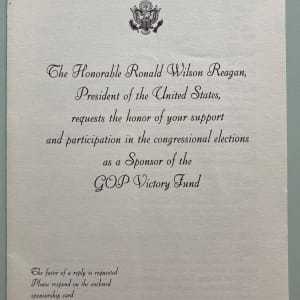 The Honorable Ronald Wilson Reagan,
President of the United States,
requests the honor of your support
and participation in the congressional elections
as a Sponsor of the
GOP Victory Fund
The favor of a reply is requested
Please respond on the enclosed
sponsorship card